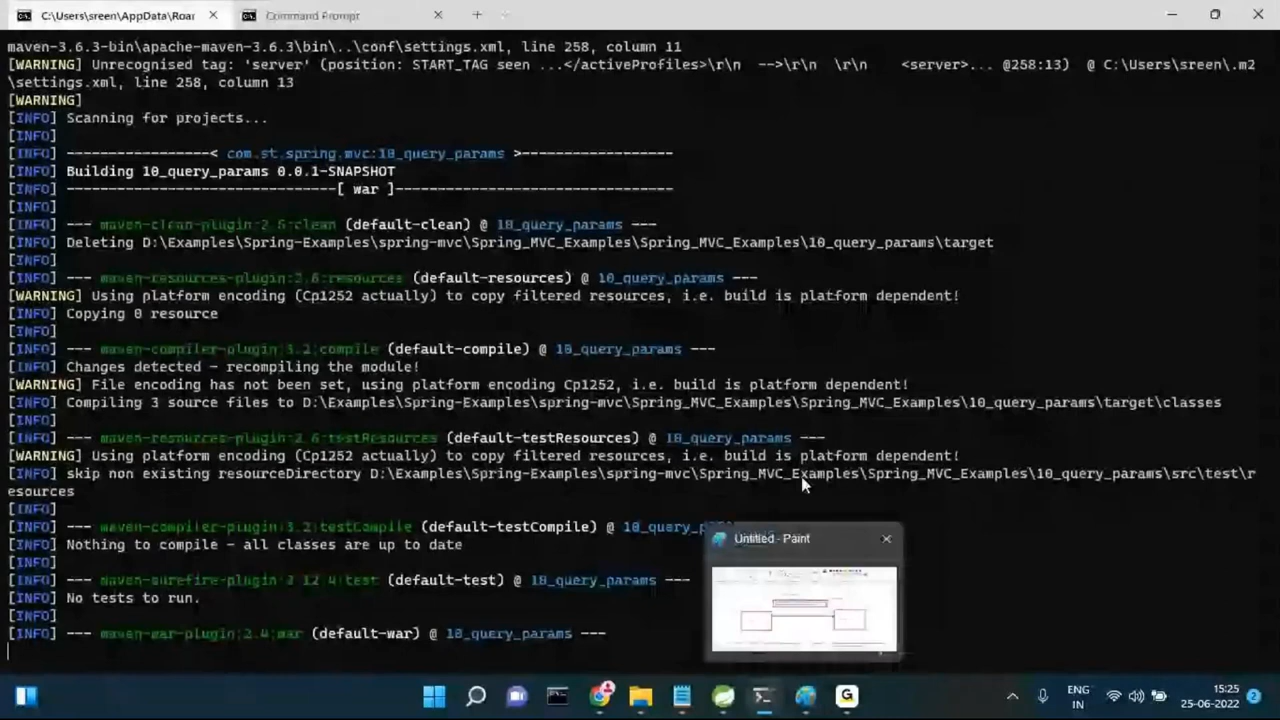 C:\Users\sreen\AppData\Roar
Command Prompt
maven-3.6.3-bin\apache-maven-3.6.3\bin\..\conf\settings.xml, line 258, column 11
[WARNING] Unrecognised tag: 'server' (position: START_TAG seen ...</activeProfiles>\r\n  -->\r\n  \r\n    <server>... @258:13)  @ C:\Users\sreen\.m2
\settings.xml, line 258, column 13
[WARNING]
[INFO] Scanning for projects...
[INFO]
[INFO] -----------------< com.st.spring.mvc:10_query_params >------------------
[INFO] Building 10_query_params 0.0.1-SNAPSHOT
[INFO] --------------------------------[ war ]---------------------------------
[INFO]
[INFO] --- maven-clean-plugin:2.5:clean (default-clean) @ 10_query_params ---
[INFO] Deleting D:\Examples\Spring-Examples\spring-mvc\Spring_MVC_Examples\Spring_MVC_Examples\10_query_params\target
[INFO]
[INFO] --- maven-resources-plugin:2.6:resources (default-resources) @ 10_query_params ---
[WARNING] Using platform encoding (Cp1252 actually) to copy filtered resources, i.e. build is platform dependent!
[INFO] Copying 0 resource
[INFO]
[INFO] --- maven-compiler-plugin:3.2:compile (default-compile) @ 10_query_params ---
[INFO] Changes detected - recompiling the module!
[WARNING] File encoding has not been set, using platform encoding Cp1252, i.e. build is platform dependent!
[INFO] Compiling 3 source files to D:\Examples\Spring-Examples\spring-mvc\Spring_MVC_Examples\Spring_MVC_Examples\10_query_params\target\classes
[INFO]
[INFO] --- maven-resources-plugin:2.6:testResources (default-testResources) @ 10_query_params ---
[WARNING] Using platform encoding (Cp1252 actually) to copy filtered resources, i.e. build is platform dependent!
[INFO] skip non existing resourceDirectory D:\Examples\Spring-Examples\spring-mvc\Spring_MVC_Examples\Spring_MVC_Examples\10_query_params\src\test\r
esources
[INFO]
[INFO] --- maven-compiler-plugin:3.2:testCompile (default-testCompile) @ 10_query_p
[INFO] Nothing to compile - all classes are up to date
[INFO]
[INFO] --- maven-surefire-plugin:2.12.4:test (default-test) @ 10_query_params ---
[INFO] No tests to run.
[INFO]
[INFO] --- maven-war-plugin:2.4:war (default-war) @ 10_query_params ---
Untitled - Paint
ENG
IN
15:25
25-06-2022
2